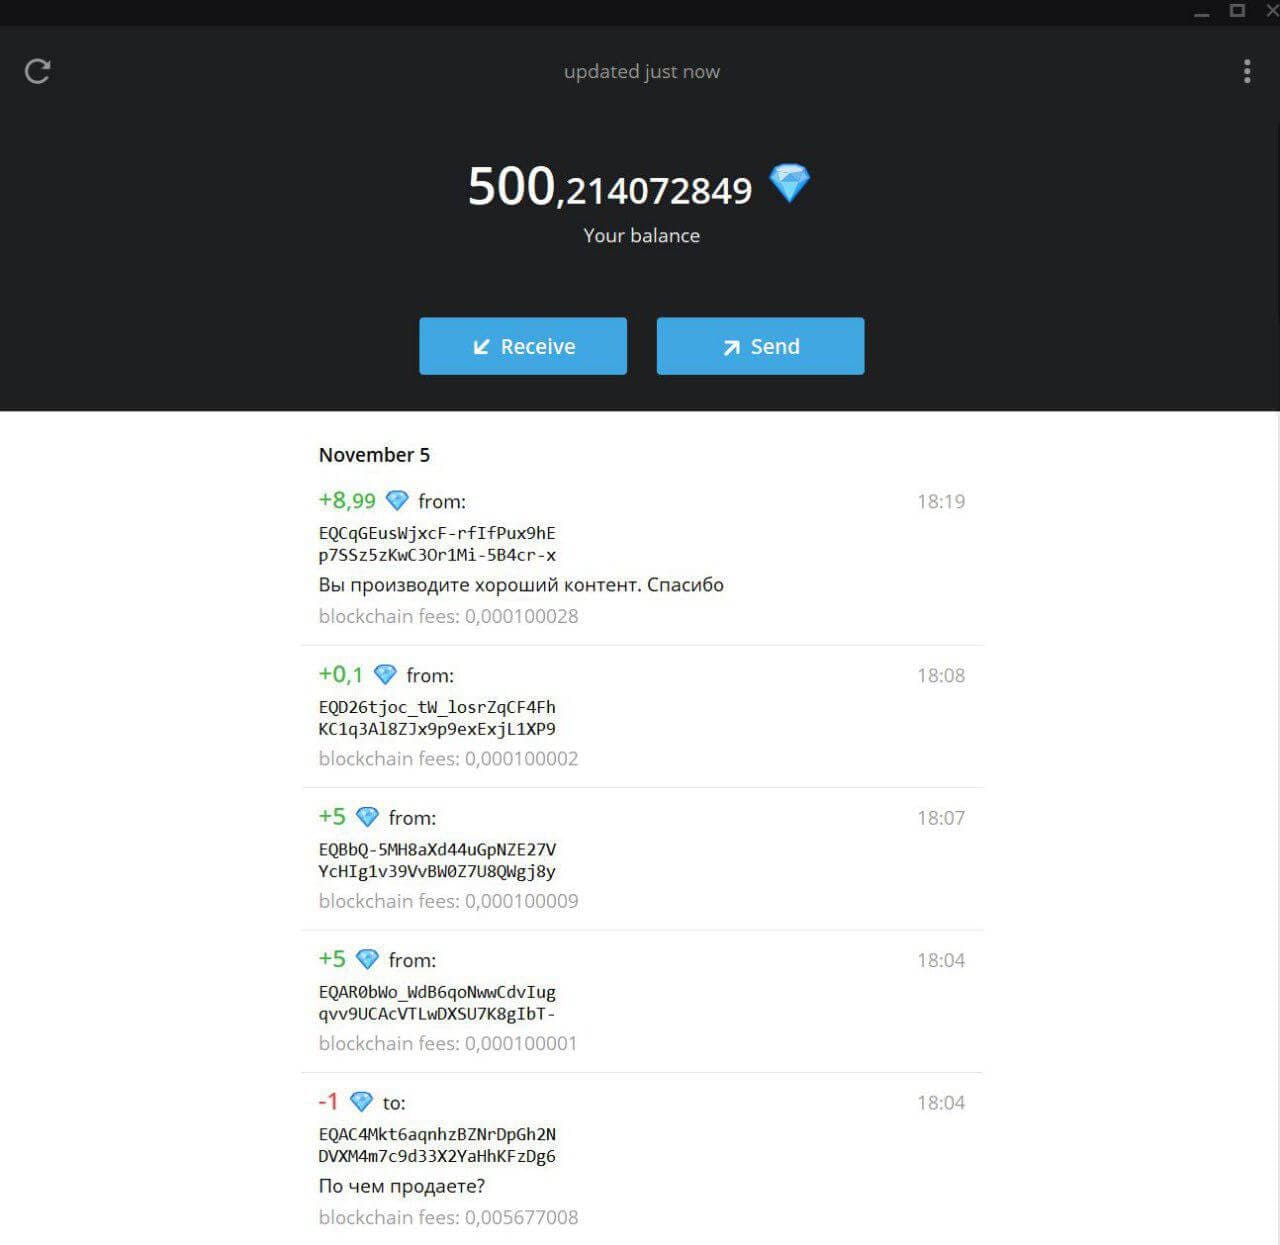 updated just now
500,214072849
Your balance
Receive
Send
November 5
+8,99 from: 18:19
EQCqGEusWjxcF-rfIfPux9hE
p7SSz5zKwC3Or1Mi-5B4cr-x
Вы производите хороший контент. Спасибо
blockchain fees: 0,000100028
+0,1 from: 18:08
EQD26tjoc_tW_losrZqCF4Fh
KC1q3Al8ZJx9p9exExjL1XP9
blockchain fees: 0,000100002
+5 from: 18:07
EQBbQ-5MH8aXd44uGpNZE27V
YcHIg1v39VvBW0Z7U8QWgj8y
blockchain fees: 0,000100009
+5 from: 18:04
EQAR0bWo_WdB6qoNwwCdvIug
qvv9UCAcVTLwDXSU7K8gIbT-
blockchain fees: 0,000100001
-1 to: 18:04
EQAC4Mkt6aqnhzBZNrDpGh2N
DVXM4m7c9d33X2YaHhKFzDg6
По чем продаете?
blockchain fees: 0,005677008